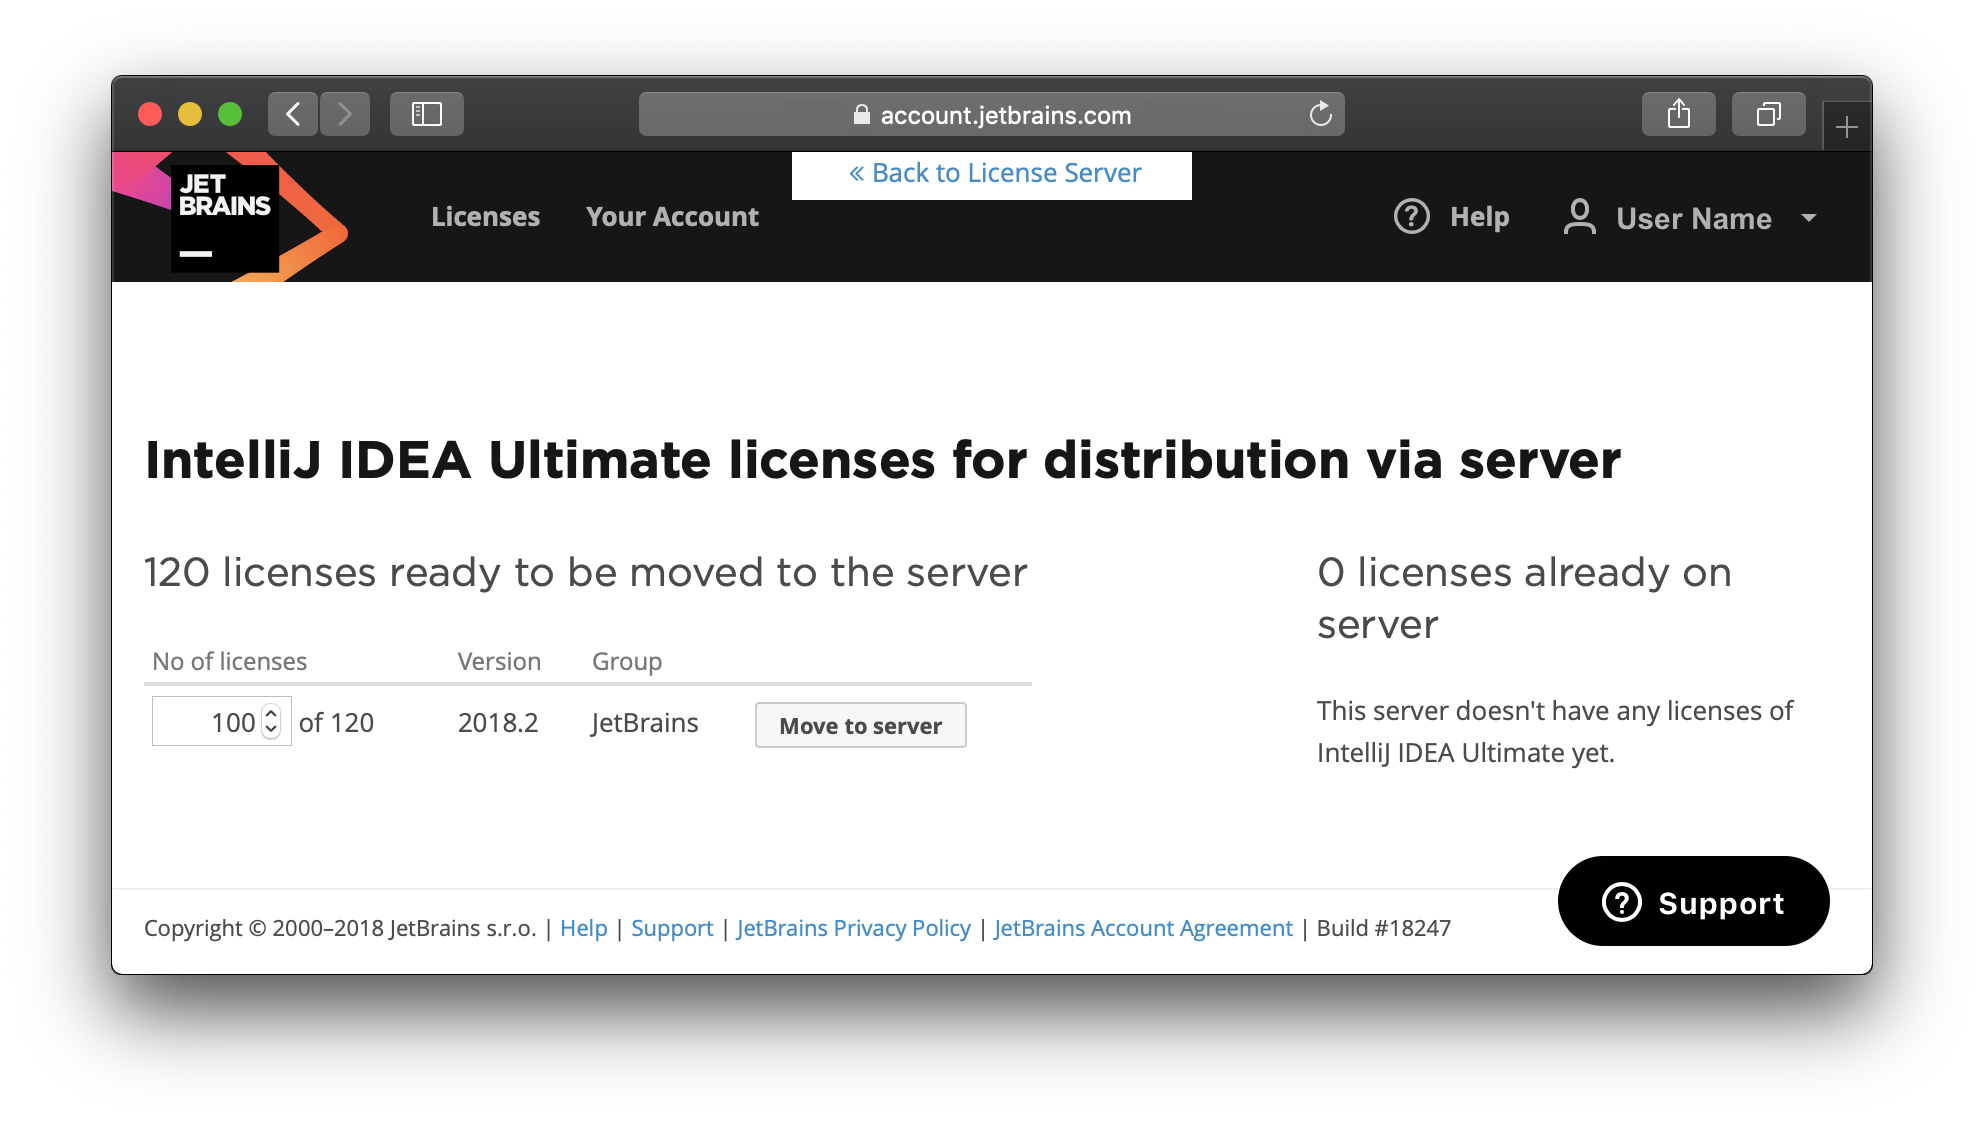 account.jetbrains.com
« Back to License Server
JET
BRAINS
Licenses Your Account
Help User Name
IntelliJ IDEA Ultimate licenses for distribution via server
120 licenses ready to be moved to the server
No of licenses Version Group
100 of 120 2018.2 JetBrains Move to server
0 licenses already on
server
This server doesn't have any licenses of
IntelliJ IDEA Ultimate yet.
Support
Copyright © 2000–2018 JetBrains s.r.o. | Help | Support | JetBrains Privacy Policy | JetBrains Account Agreement | Build #18247